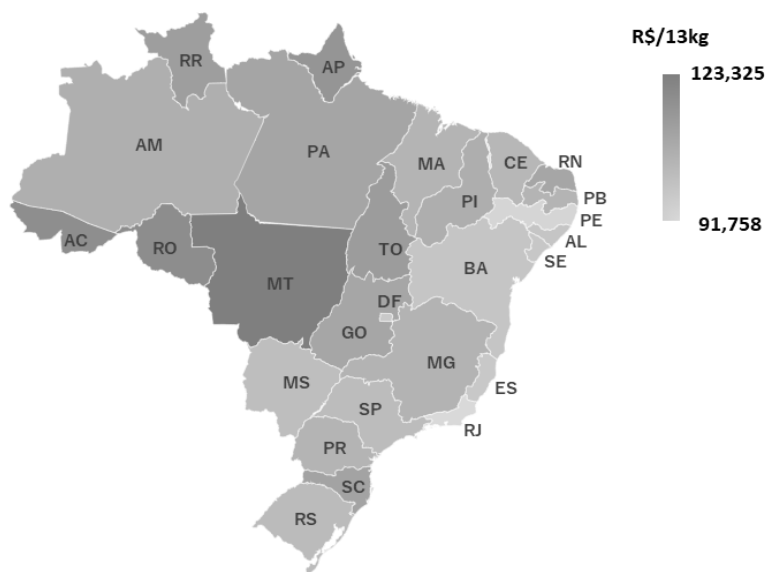 R$/13kg
123,325
91,758
RR
AP
AM
PA
MA
CE
RN
PI
PB
PE
AL
SE
AC
RO
TO
BA
MT
DF
GO
MG
MS
ES
SP
RJ
PR
SC
RS